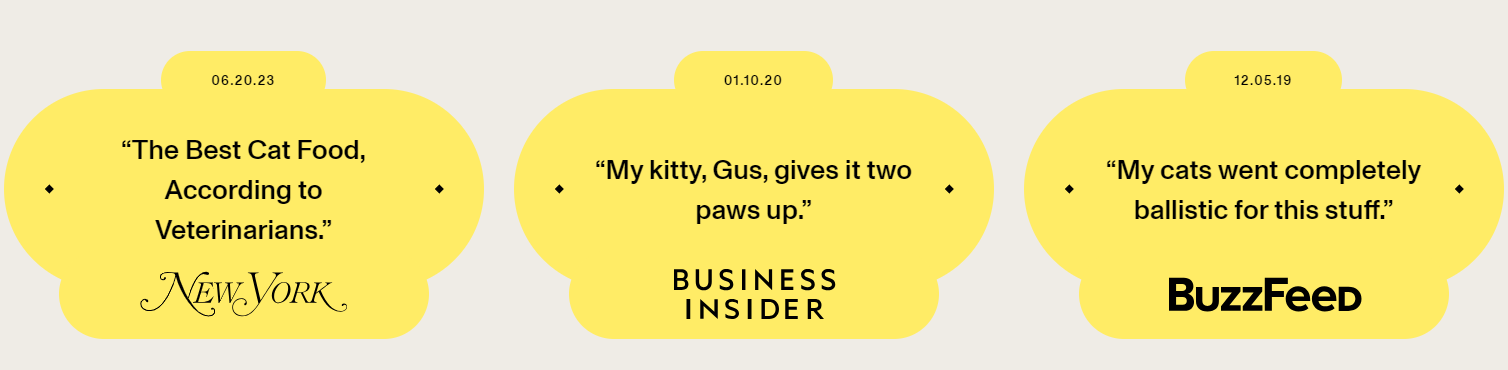 06.20.23
“The Best Cat Food,
According to
Veterinarians.”
NEW YORK
01.10.20
“My kitty, Gus, gives it two
paws up.”
BUSINESS
INSIDER
12.05.19
“My cats went completely
ballistic for this stuff.”
BuzzFeeD